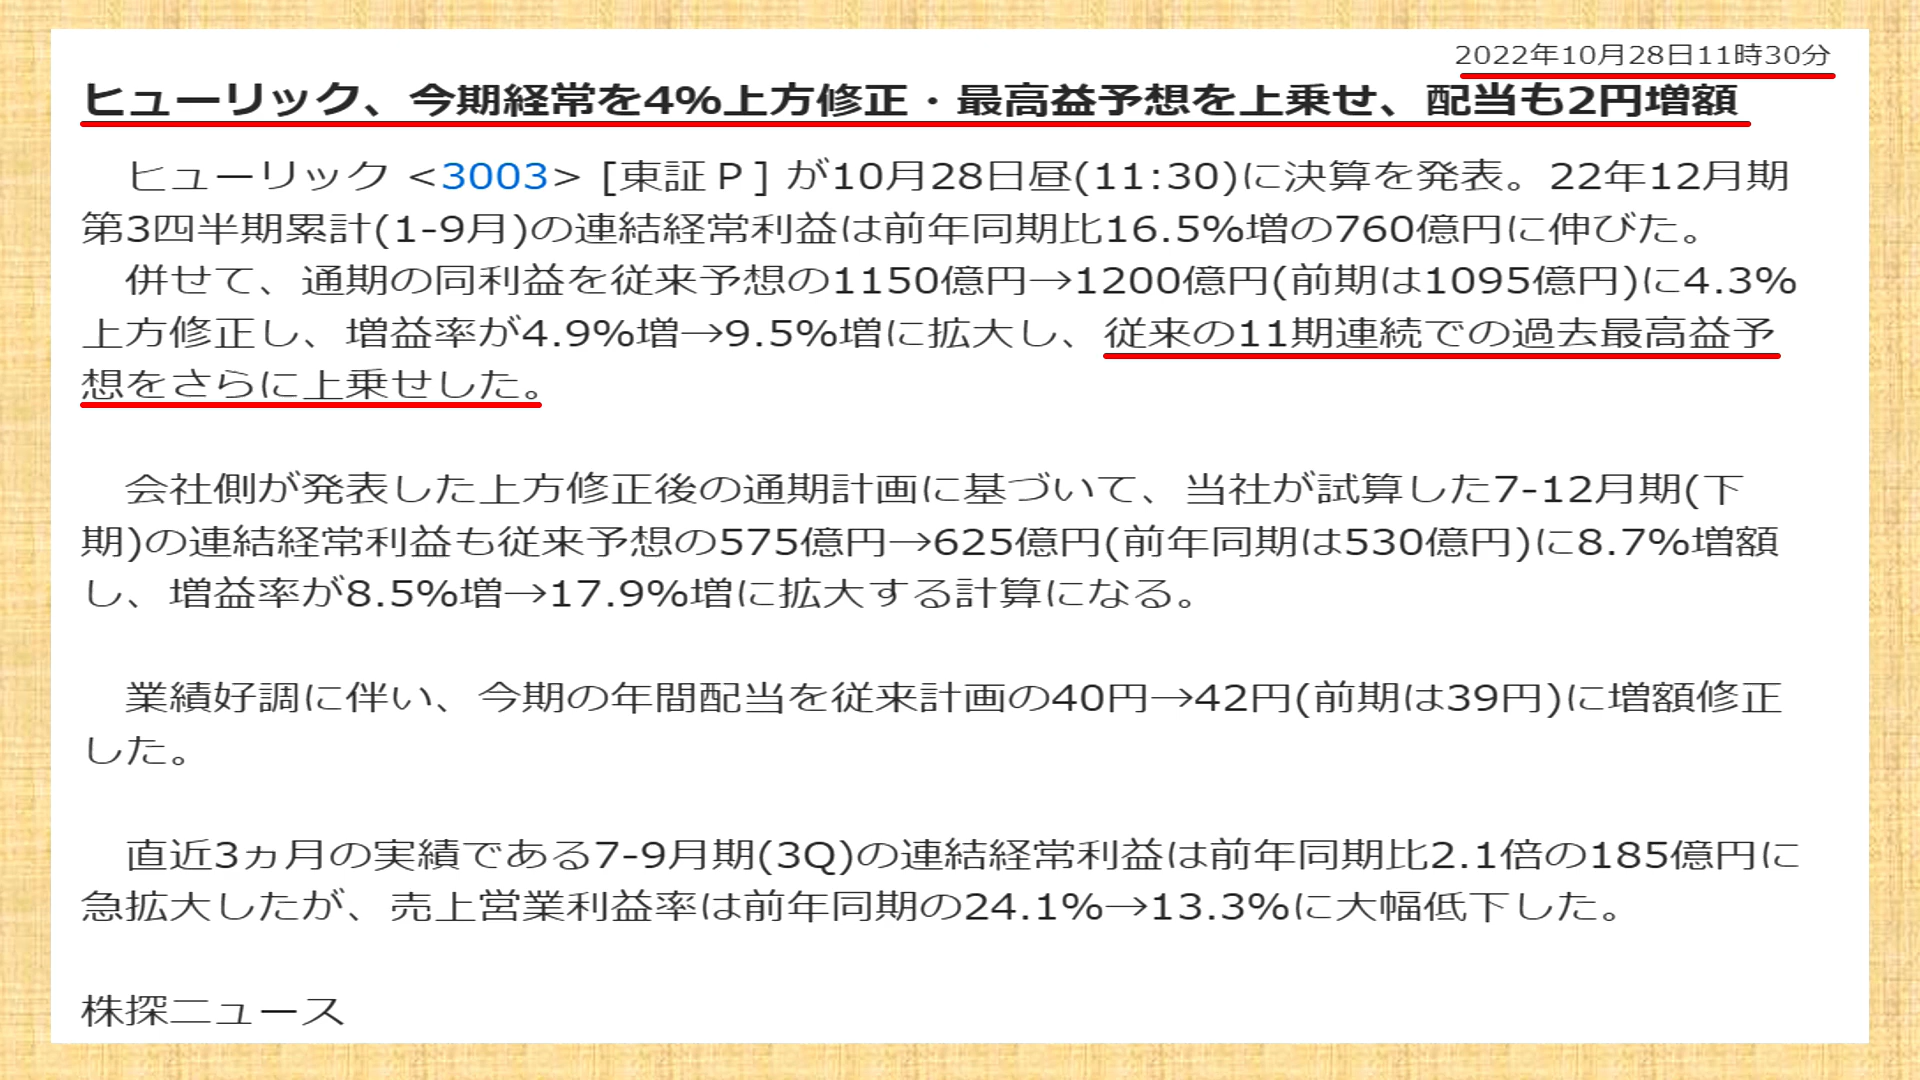 2022年10月28日11時30分
ヒューリック、今期経常を4%上方修正・最高益予想を上乗せ、配当も2円増額
ヒューリック <3003> [東証Ｐ] が10月28日昼(11:30)に決算を発表。22年12月期
第3四半期累計(1-9月)の連結経常利益は前年同期比16.5%増の760億円に伸びた。
併せて、通期の同利益を従来予想の1150億円→1200億円(前期は1095億円)に4.3%
上方修正し、増益率が4.9%増→9.5%増に拡大し、従来の11期連続での過去最高益予
想をさらに上乗せした。
会社側が発表した上方修正後の通期計画に基づいて、当社が試算した7-12月期(下
期)の連結経常利益も従来予想の575億円→625億円(前年同期は530億円)に8.7%増額
し、増益率が8.5%増→17.9%増に拡大する計算になる。
業績好調に伴い、今期の年間配当を従来計画の40円→42円(前期は39円)に増額修正
した。
直近3ヵ月の実績である7-9月期(3Q)の連結経常利益は前年同期比2.1倍の185億円に
急拡大したが、売上営業利益率は前年同期の24.1%→13.3%に大幅低下した。
株探ニュース